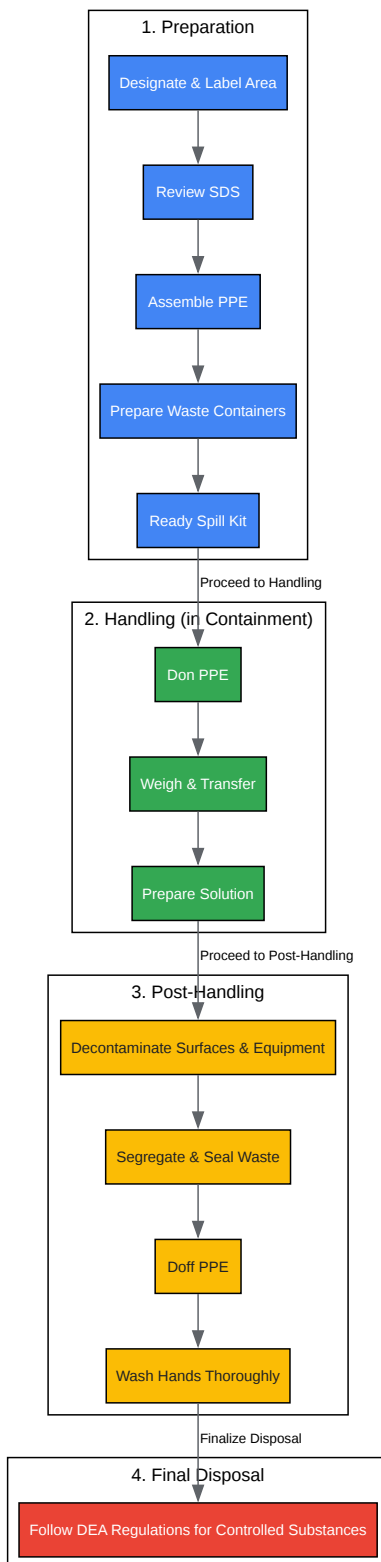 1. Preparation
Designate & Label Area
Review SDS
Assemble PPE
Prepare Waste Containers
Ready Spill Kit
Proceed to Handling
2. Handling (in Containment)
Don PPE
Weigh & Transfer
Prepare Solution
Proceed to Post-Handling
3. Post-Handling
Decontaminate Surfaces & Equipment
Segregate & Seal Waste
Doff PPE
Wash Hands Thoroughly
Finalize Disposal
4. Final Disposal
Follow DEA Regulations for Controlled Substances